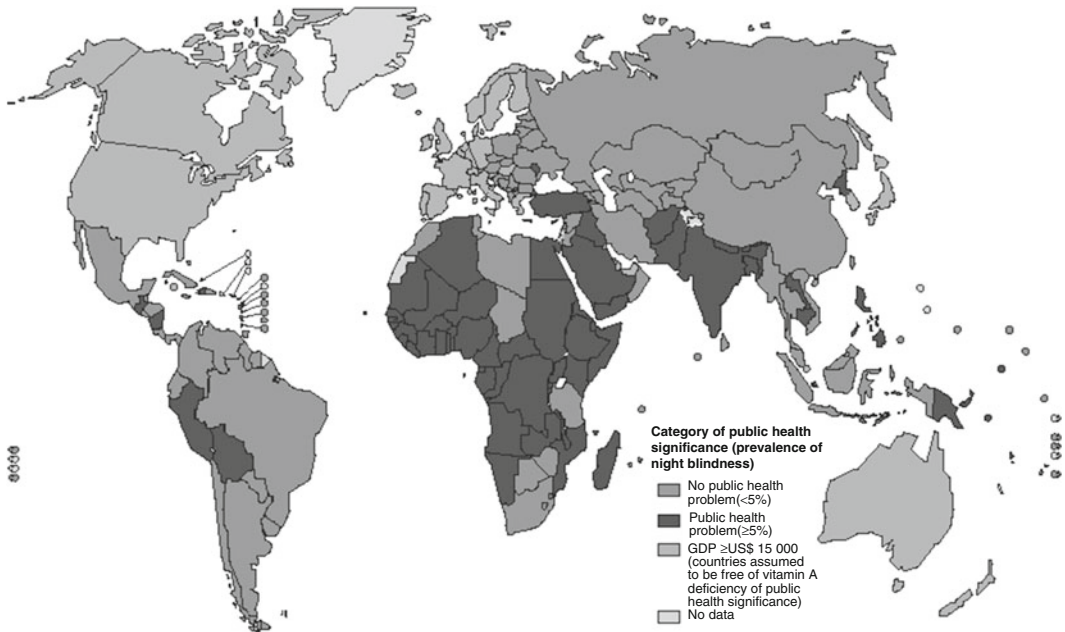 Category of public health
significance (prevalence of
night blindness)
No public health
problem(<5%)
Public health
problem(≥5%)
GDP ≥US$ 15 000
(countries assumed
to be free of vitamin A
deficiency of public
health significance)
No data